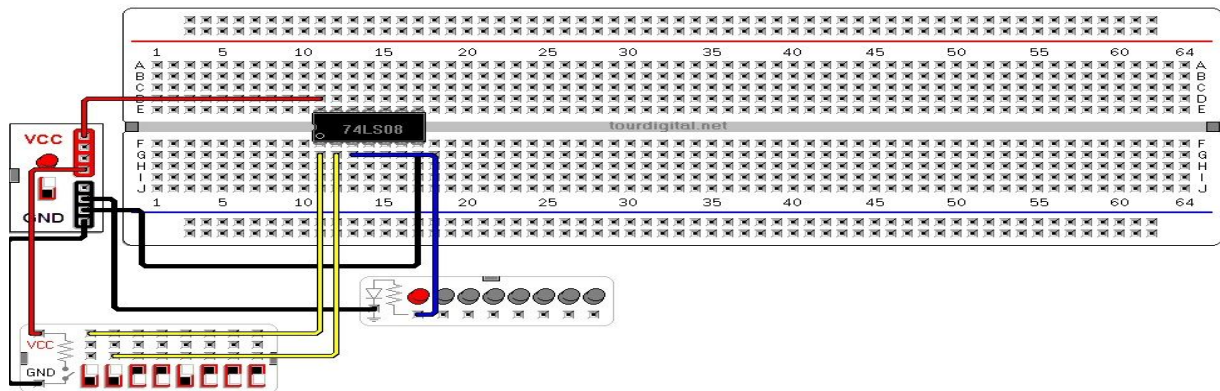 1 5 10 15 20 25 30 35 40 45 50 55 60 64
A A
B B
C C
D D
E E
VCC
74LS08
tourdigital.net
F F
G G
H H
I I
J J
GND
1 5 10 15 20 25 30 35 40 45 50 55 60 64
VCC
GND